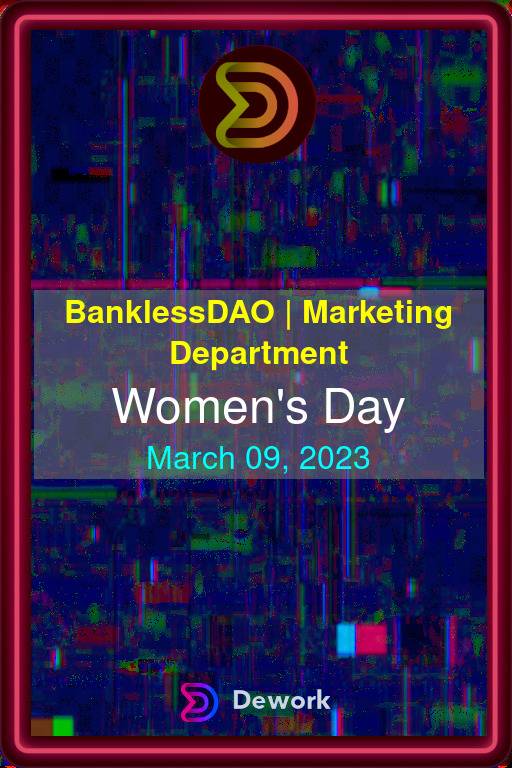 BanklessDAO | Marketing
Department
Women's Day
March 09, 2023
Dework